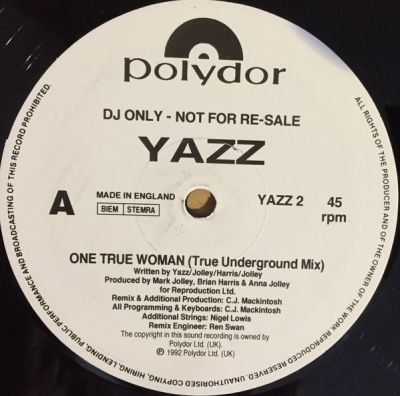 polydor
DJ ONLY - NOT FOR RE-SALE
YAZZ
A
MADE IN ENGLAND
BIEM STEMRA
YAZZ 2
45
rpm
ONE TRUE WOMAN (True Underground Mix)
Written by Yazz/Jolley/Harris/Jolley
Produced by Mark Jolley, Brian Harris & Anna Jolley
for Reproduction Ltd.
Remix & Additional Production: C.J. Mackintosh
All Programming & Keyboards: C.J. Mackintosh
Additional Strings: Nigel Lowis
Remix Engineer: Ren Swan
The copyright in this sound recording is owned by
Polydor Ltd. (UK).
℗ 1992 Polydor Ltd. (UK)
ALL RIGHTS OF THE PRODUCER AND OF THE OWNER OF THE WORK REPRODUCED RESERVED. UNAUTHORISED COPYING, HIRING, LENDING, PUBLIC PERFORMANCE AND BROADCASTING OF THIS RECORD PROHIBITED.